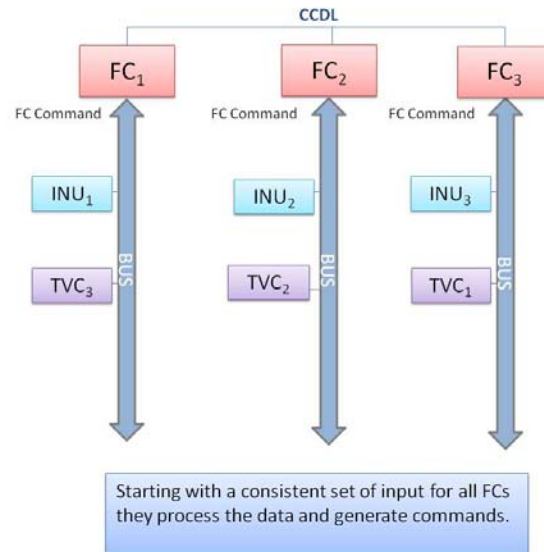 CCDL
FC₁
FC₂
FC₃
FC Command
FC Command
FC Command
INU₁
INU₂
INU₃
BUS
BUS
BUS
TVC₃
TVC₂
TVC₁
Starting with a consistent set of input for all FCs
they process the data and generate commands.